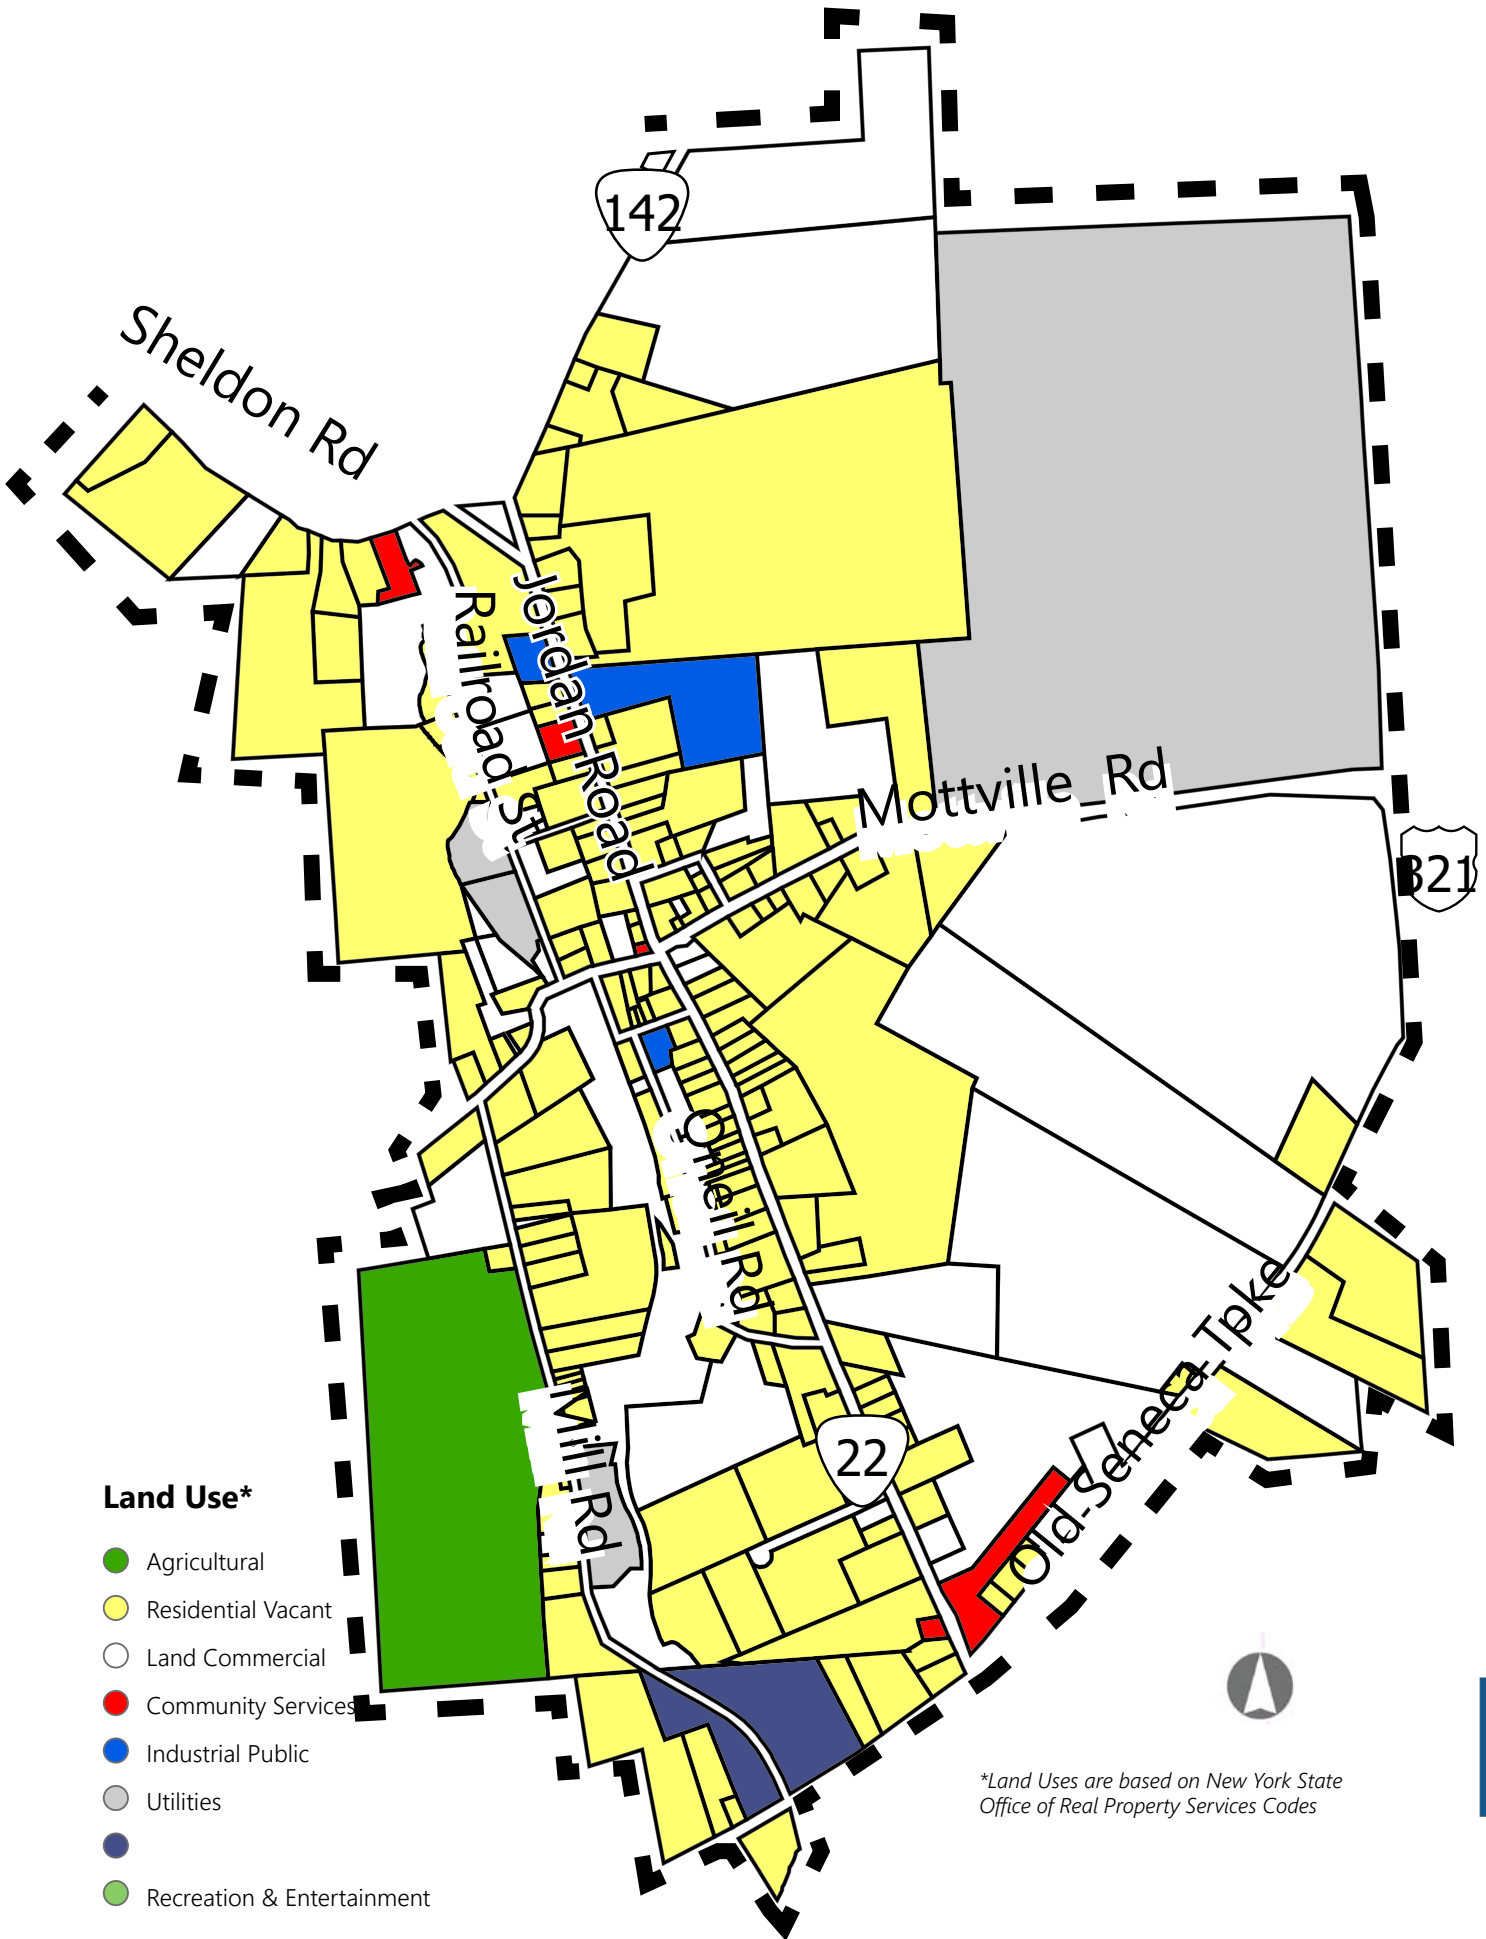 142
Sheldon Rd
Railroad St
Jordan Road
Mottville Rd
321
Oneil Rd
Old Seneca Tpke
Mill Rd
22
Land Use*
Agricultural
Residential Vacant
Land Commercial
Community Services
Industrial Public
Utilities
Recreation & Entertainment
*Land Uses are based on New York State
Office of Real Property Services Codes